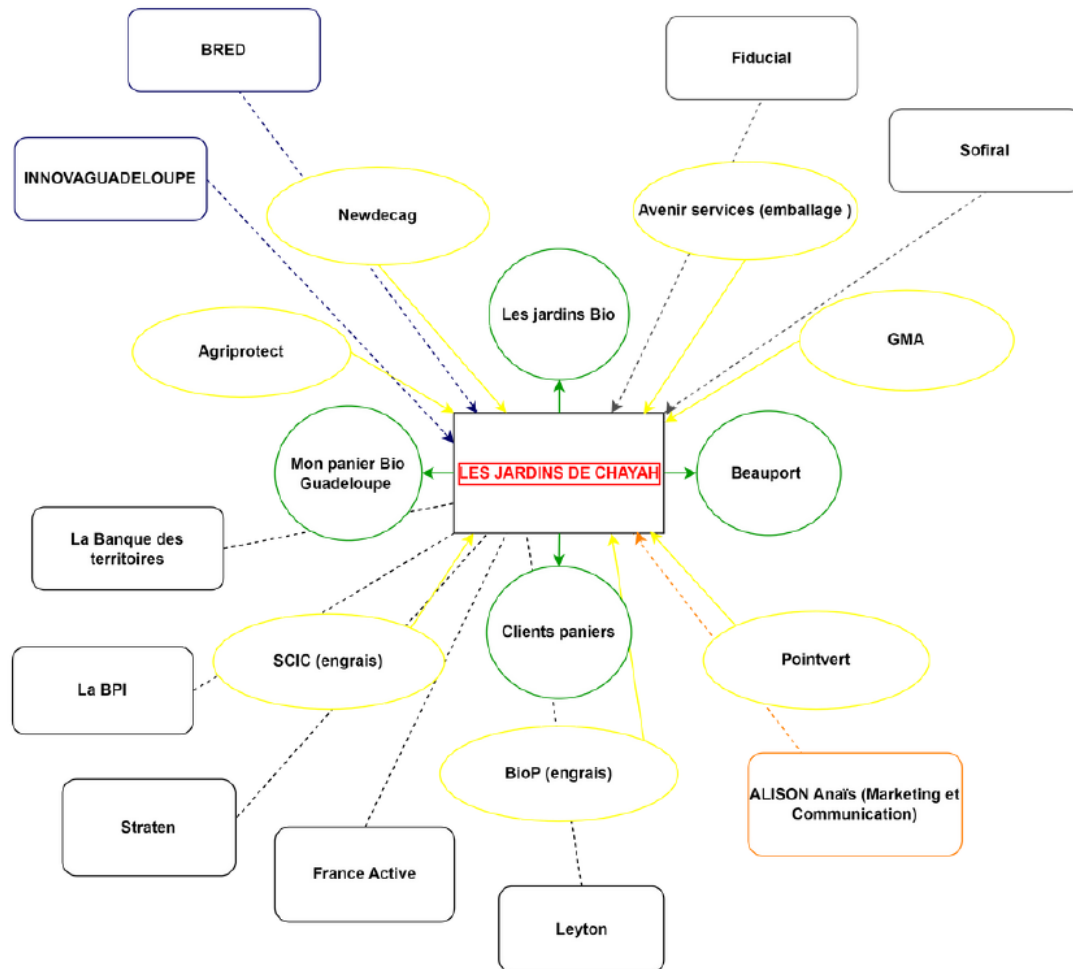 BRED
Fiducial
Sofiral
INNOVAGUADELOUPE
Newdecag
Avenir services (emballage )
Les jardins Bio
Agriprotect
GMA
Mon panier Bio
Guadeloupe
LES JARDINS DE CHAYAH
Beauport
La Banque des
territoires
Clients paniers
SCIC (engrais)
Pointvert
La BPI
BioP (engrais)
ALISON Anaïs (Marketing et
Communication)
Straten
France Active
Leyton